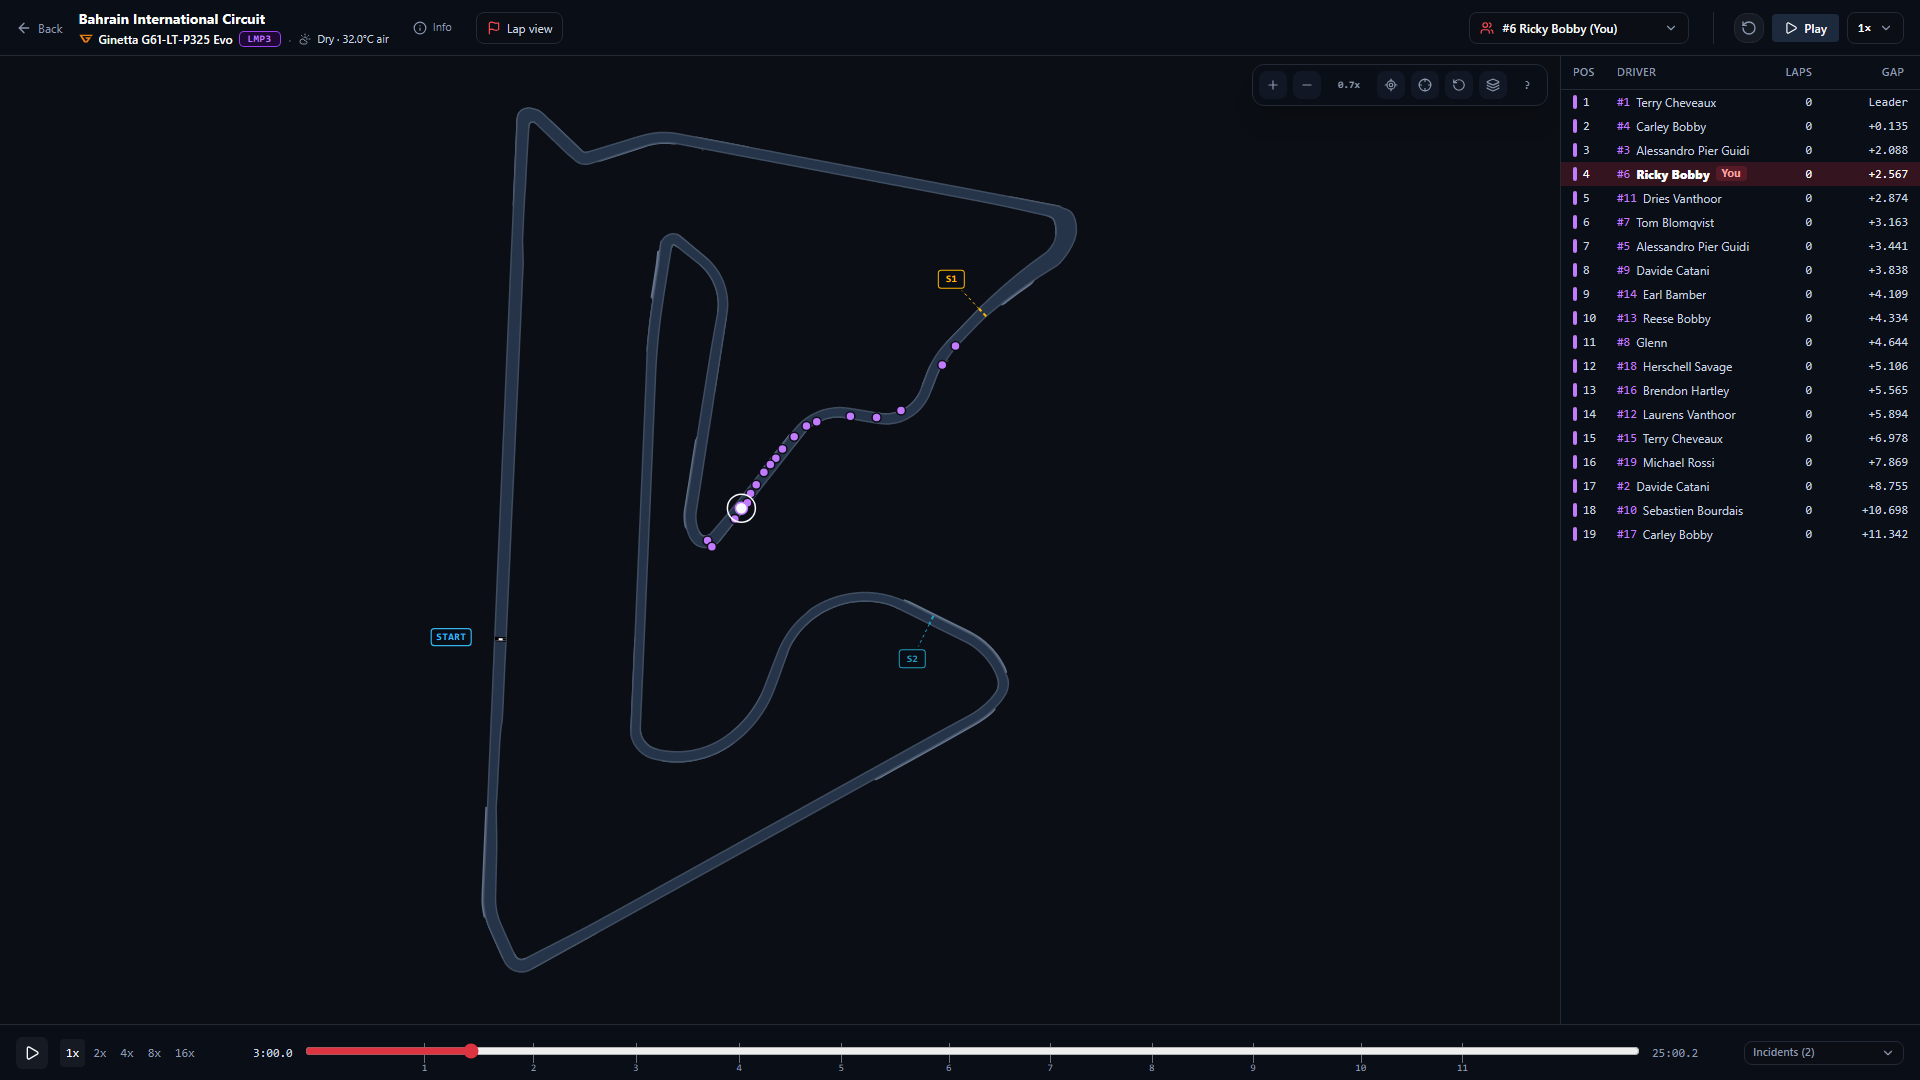 Back
Bahrain International Circuit
Ginetta G61-LT-P325 Evo LMP3 · Dry · 32.0°C air
Info
Lap view
#6 Ricky Bobby (You)
Play
1x
0.7x
?
POS DRIVER LAPS GAP
1 #1 Terry Cheveaux 0 Leader
2 #4 Carley Bobby 0 +0.135
3 #3 Alessandro Pier Guidi 0 +2.088
4 #6 Ricky Bobby You 0 +2.567
5 #11 Dries Vanthoor 0 +2.874
6 #7 Tom Blomqvist 0 +3.163
7 #5 Alessandro Pier Guidi 0 +3.441
8 #9 Davide Catani 0 +3.838
9 #14 Earl Bamber 0 +4.109
10 #13 Reese Bobby 0 +4.334
11 #8 Glenn 0 +4.644
12 #18 Herschell Savage 0 +5.106
13 #16 Brendon Hartley 0 +5.565
14 #12 Laurens Vanthoor 0 +5.894
15 #15 Terry Cheveaux 0 +6.978
16 #19 Michael Rossi 0 +7.869
17 #2 Davide Catani 0 +8.755
18 #10 Sebastien Bourdais 0 +10.698
19 #17 Carley Bobby 0 +11.342
S1
START
S2
1x 2x 4x 8x 16x
3:00.0
25:00.2
Incidents (2)
1 2 3 4 5 6 7 8 9 10 11